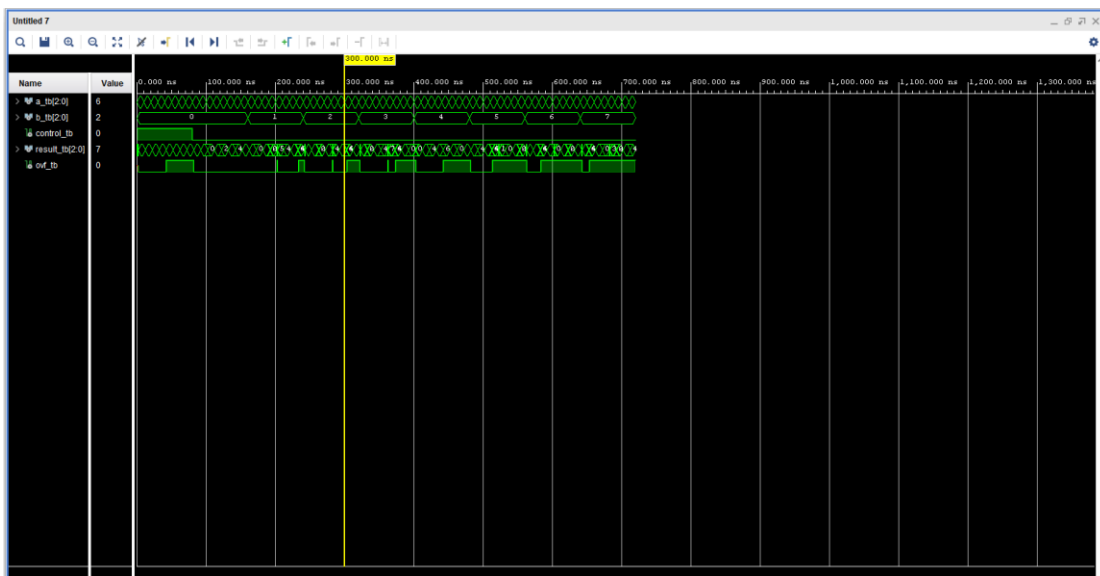 Untitled 7
300.000 ns
Name Value 0.000 ns 100.000 ns 200.000 ns 300.000 ns 400.000 ns 500.000 ns 600.000 ns 700.000 ns 800.000 ns 900.000 ns 1,000.000 ns 1,100.000 ns 1,200.000 ns 1,300.000 ns
a_tb[2:0] 6
b_tb[2:0] 2 0 1 2 3 4 5 6 7
control_tb 0
result_tb[2:0] 7
ovf_tb 0